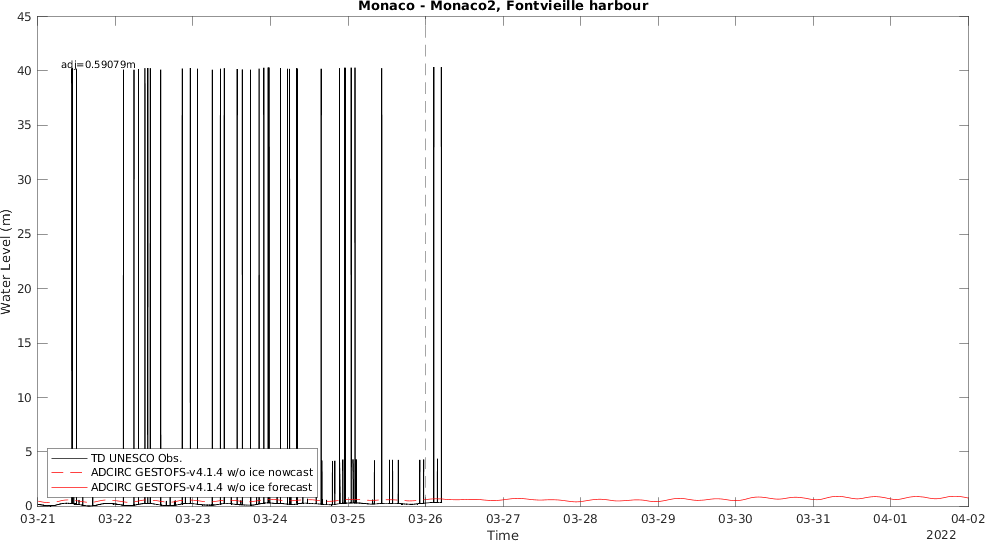 Monaco - Monaco2, Fontvieille harbour
45
40
35
30
25
20
15
10
5
0
Water Level (m)
adj=0.59079m
TD UNESCO Obs.
ADCIRC GESTOFS-v4.1.4 w/o ice nowcast
ADCIRC GESTOFS-v4.1.4 w/o ice forecast
03-21 03-22 03-23 03-24 03-25 03-26 03-27 03-28 03-29 03-30 03-31 04-01 04-02
Time
2022